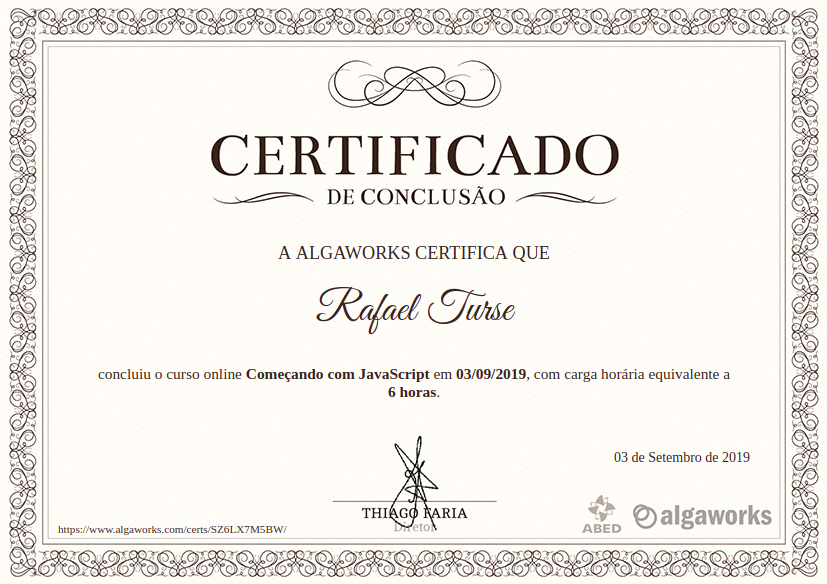 CERTIFICADO
DE CONCLUSÃO
A ALGAWORKS CERTIFICA QUE
Rafael Turse
concluiu o curso online Começando com JavaScript em 03/09/2019, com carga horária equivalente a
6 horas.
03 de Setembro de 2019
THIAGO FARIA
Diretor
https://www.algaworks.com/certs/SZ6LX7M5BW/
ABED
algaworks